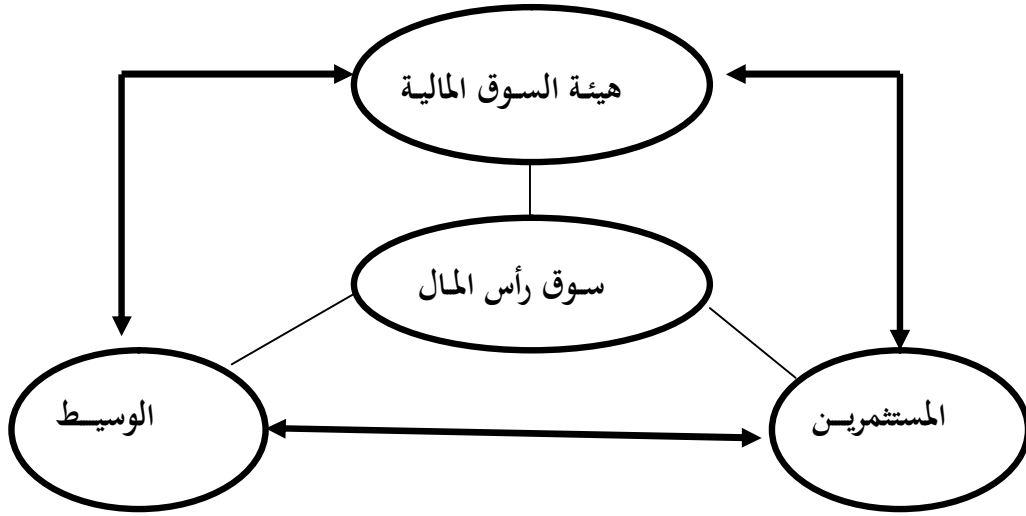 هيئة السوق المالية
سوق رأس المال
المستثمرين
الوسيط